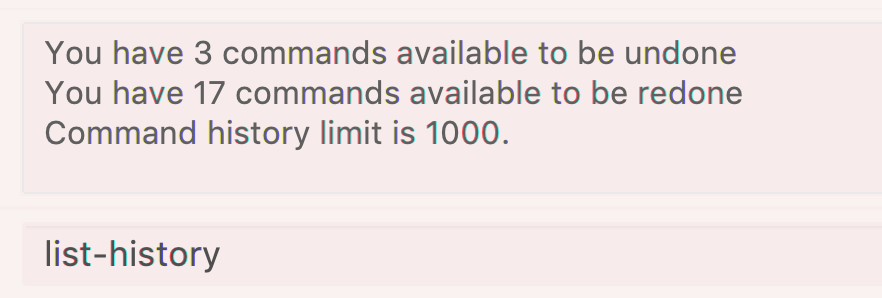 You have 3 commands available to be undone
You have 17 commands available to be redone
Command history limit is 1000.
list-history